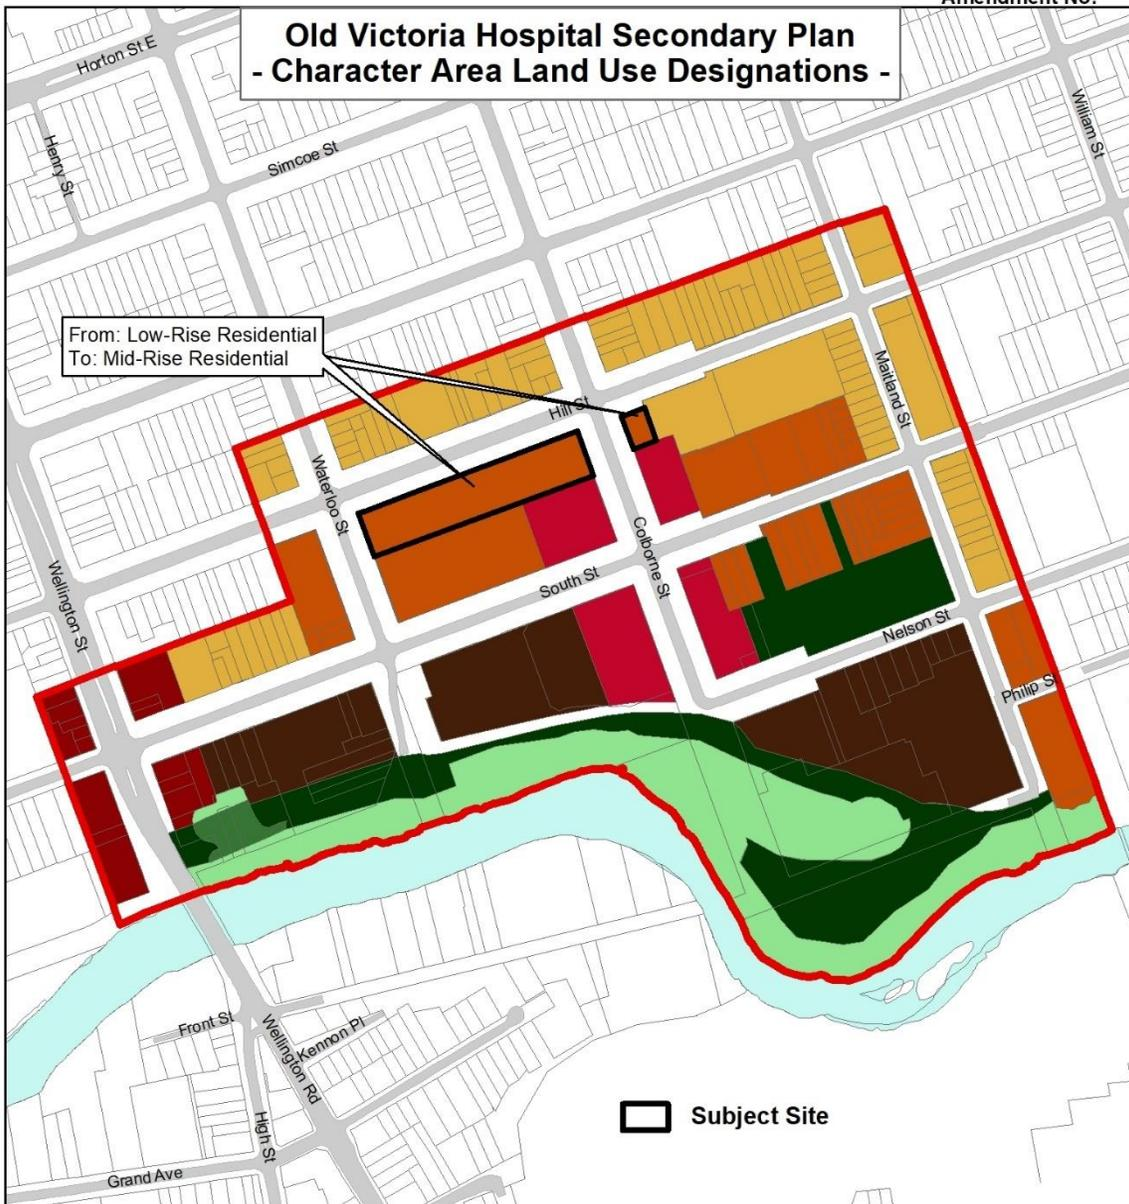 Amendment No.
Old Victoria Hospital Secondary Plan
- Character Area Land Use Designations -
Horton St E
Henry St
Simcoe St
William St
From: Low-Rise Residential
To: Mid-Rise Residential
Hill St
Maitland St
Waterloo St
Colborne St
South St
Wellington St
Nelson St
Philip St
Front St
Kennon Pl
Wellington Rd
High St
Grand Ave
Subject Site